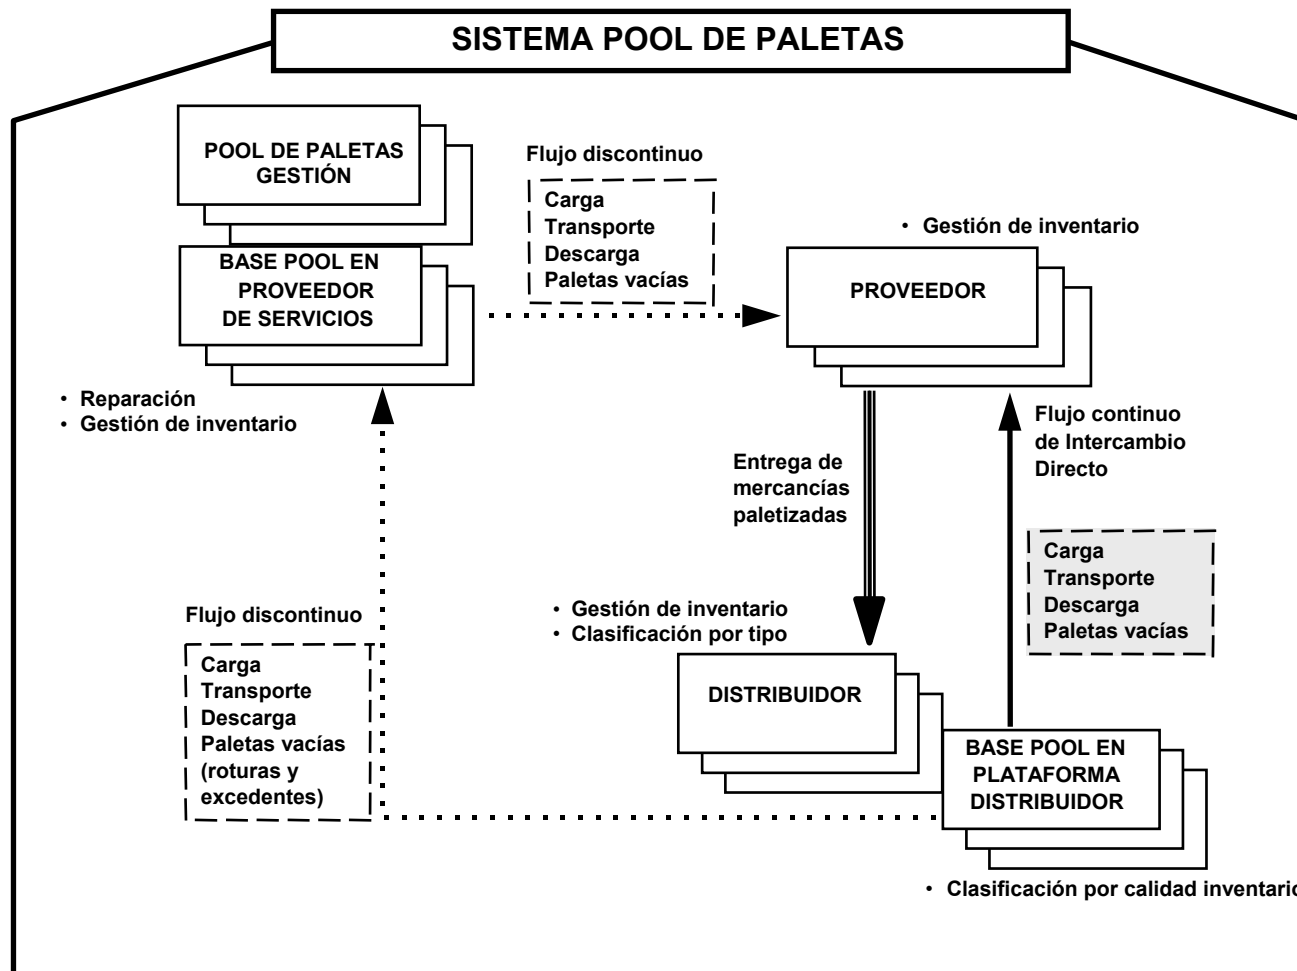 SISTEMA POOL DE PALETAS
POOL DE PALETAS
GESTIÓN
BASE POOL EN
PROVEEDOR
DE SERVICIOS
• Reparación
• Gestión de inventario
Flujo discontinuo
Carga
Transporte
Descarga
Paletas vacías
• Gestión de inventario
PROVEEDOR
Entrega de
mercancías
paletizadas
Flujo continuo
de Intercambio
Directo
Carga
Transporte
Descarga
Paletas vacías
Flujo discontinuo
Carga
Transporte
Descarga
Paletas vacías
(roturas y
excedentes)
• Gestión de inventario
• Clasificación por tipo
DISTRIBUIDOR
BASE POOL EN
PLATAFORMA
DISTRIBUIDOR
• Clasificación por calidad inventario